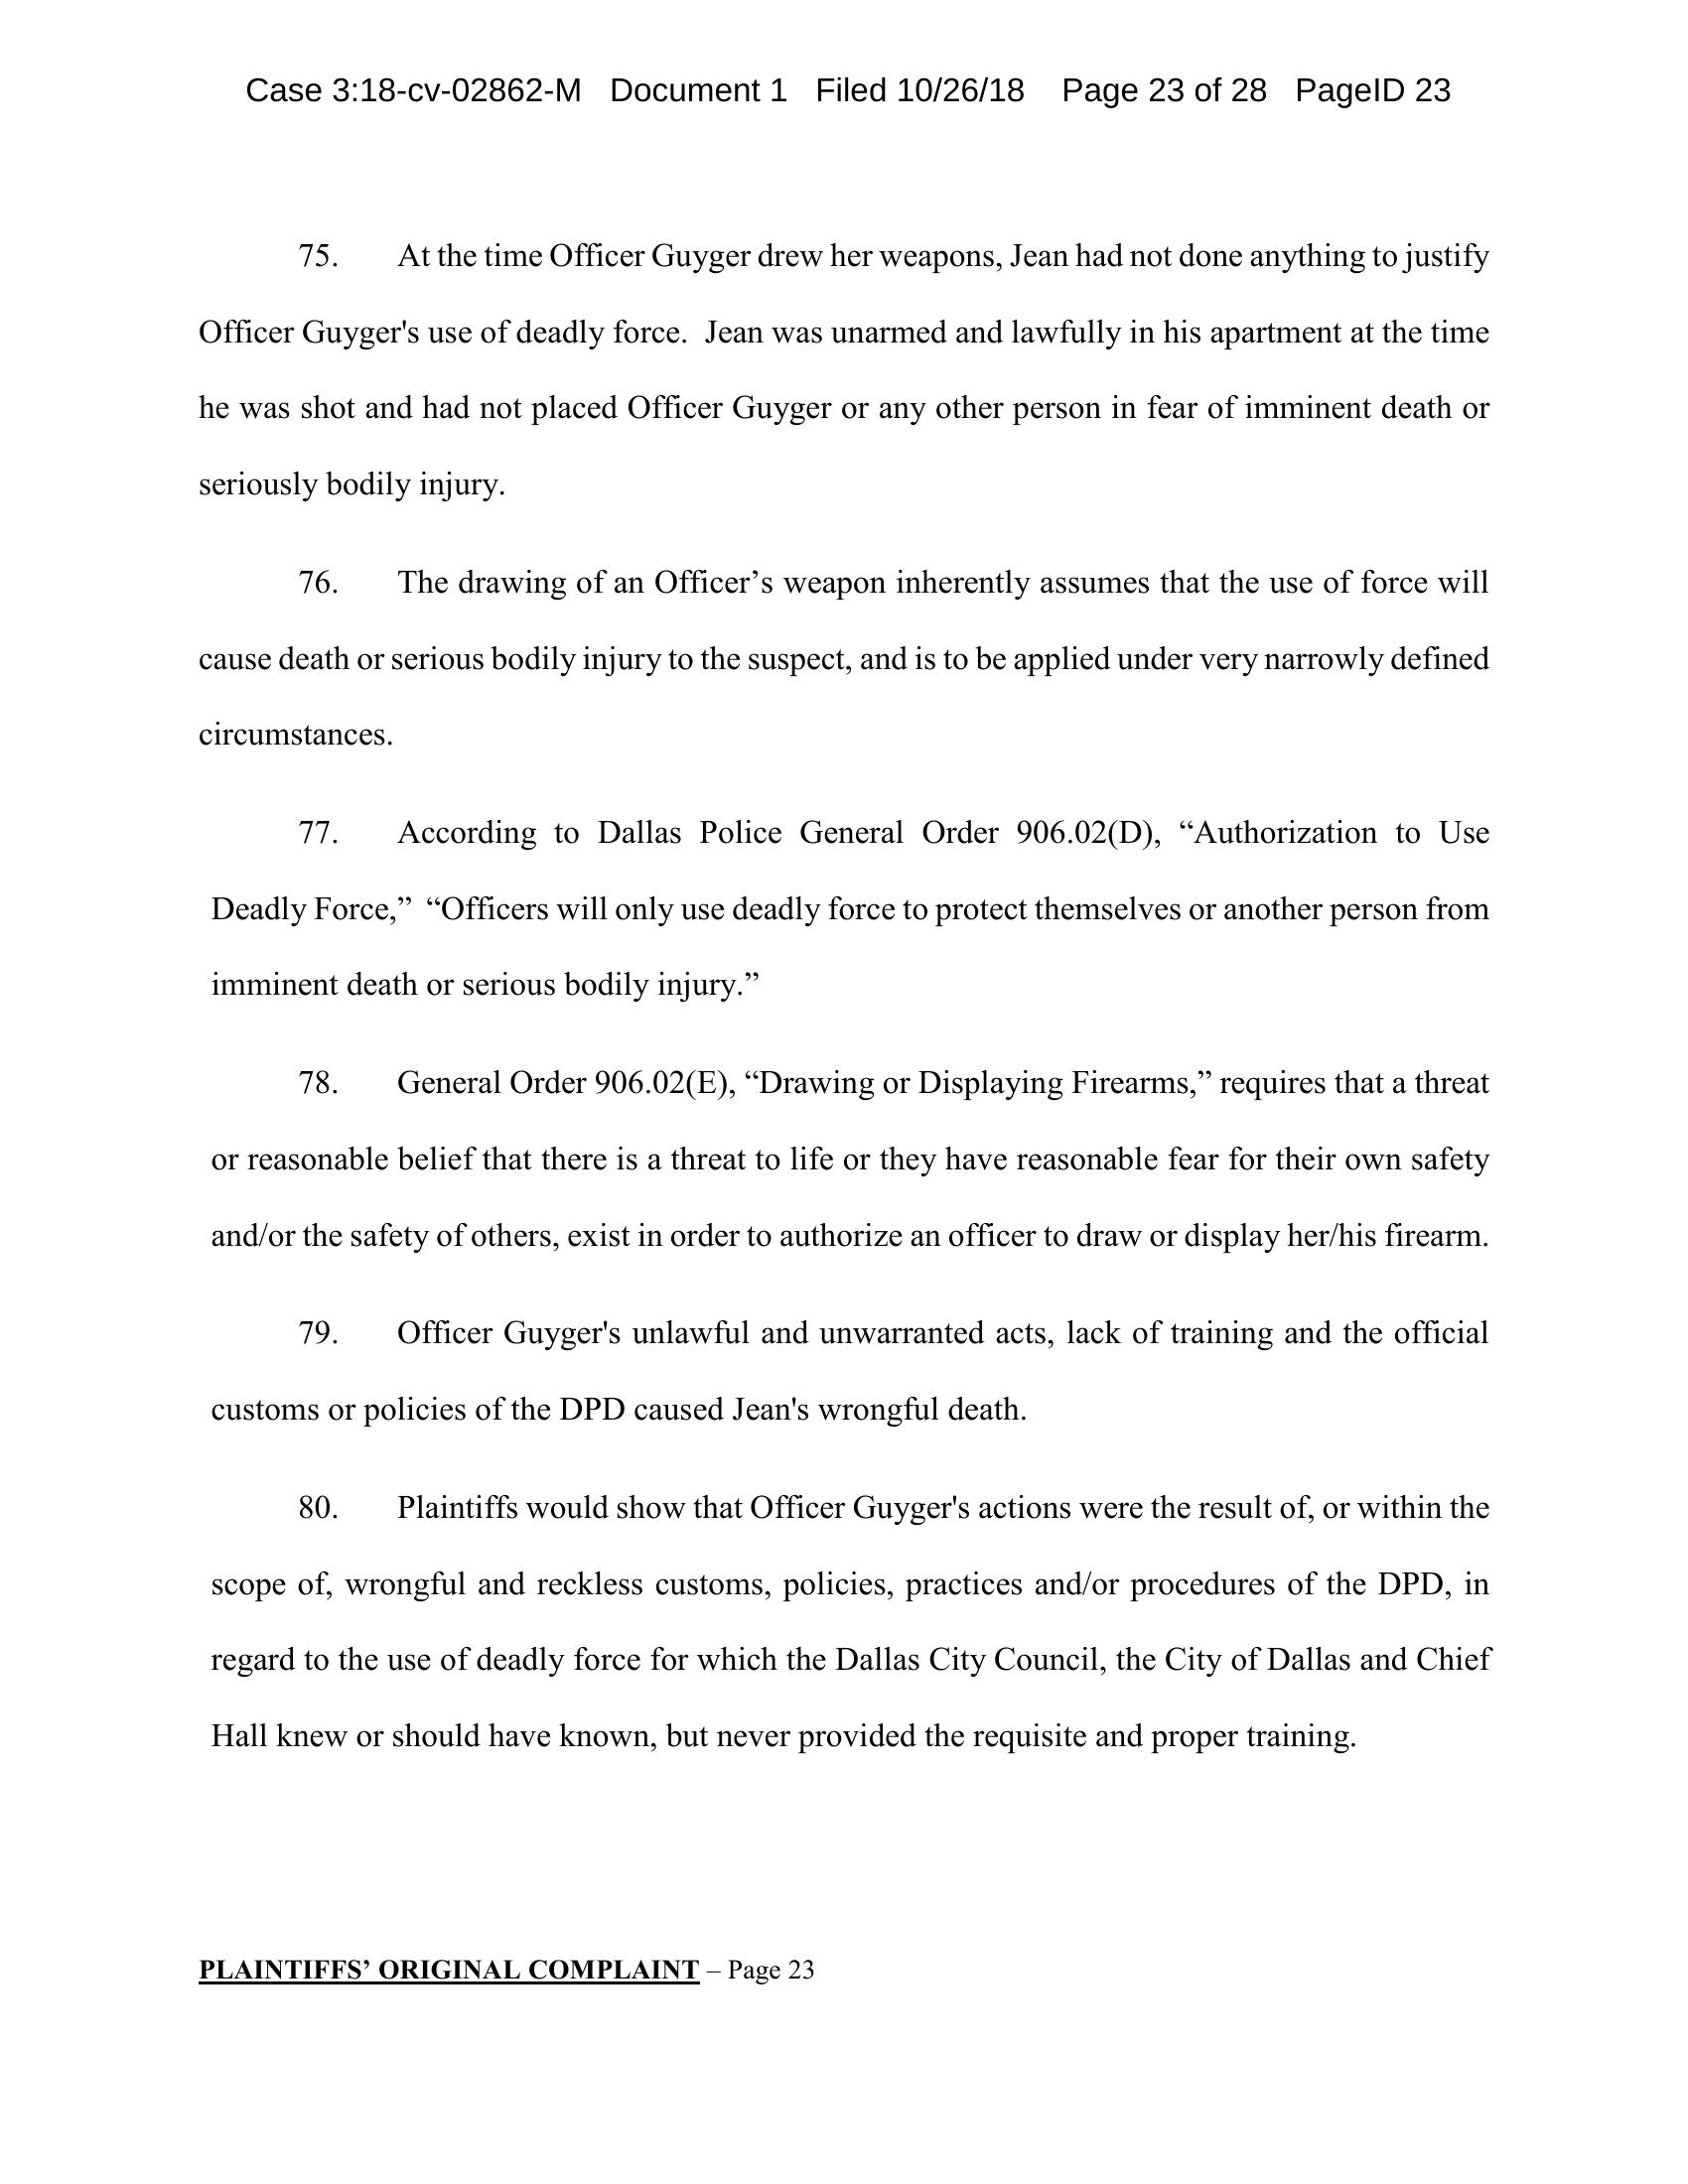 Case 3:18-cv-02862-M Document 1 Filed 10/26/18 Page 23 of 28 PageID 23
75. At the time Officer Guyger drew her weapons, Jean had not done anything to justify
Officer Guyger's use of deadly force. Jean was unarmed and lawfully in his apartment at the time
he was shot and had not placed Officer Guyger or any other person in fear of imminent death or
seriously bodily injury.
76. The drawing of an Officer’s weapon inherently assumes that the use of force will
cause death or serious bodily injury to the suspect, and is to be applied under very narrowly defined
circumstances.
77. According to Dallas Police General Order 906.02(D), “Authorization to Use
Deadly Force,” “Officers will only use deadly force to protect themselves or another person from
imminent death or serious bodily injury.”
78. General Order 906.02(E), “Drawing or Displaying Firearms,” requires that a threat
or reasonable belief that there is a threat to life or they have reasonable fear for their own safety
and/or the safety of others, exist in order to authorize an officer to draw or display her/his firearm.
79. Officer Guyger's unlawful and unwarranted acts, lack of training and the official
customs or policies of the DPD caused Jean's wrongful death.
80. Plaintiffs would show that Officer Guyger's actions were the result of, or within the
scope of, wrongful and reckless customs, policies, practices and/or procedures of the DPD, in
regard to the use of deadly force for which the Dallas City Council, the City of Dallas and Chief
Hall knew or should have known, but never provided the requisite and proper training.
PLAINTIFFS’ ORIGINAL COMPLAINT – Page 23